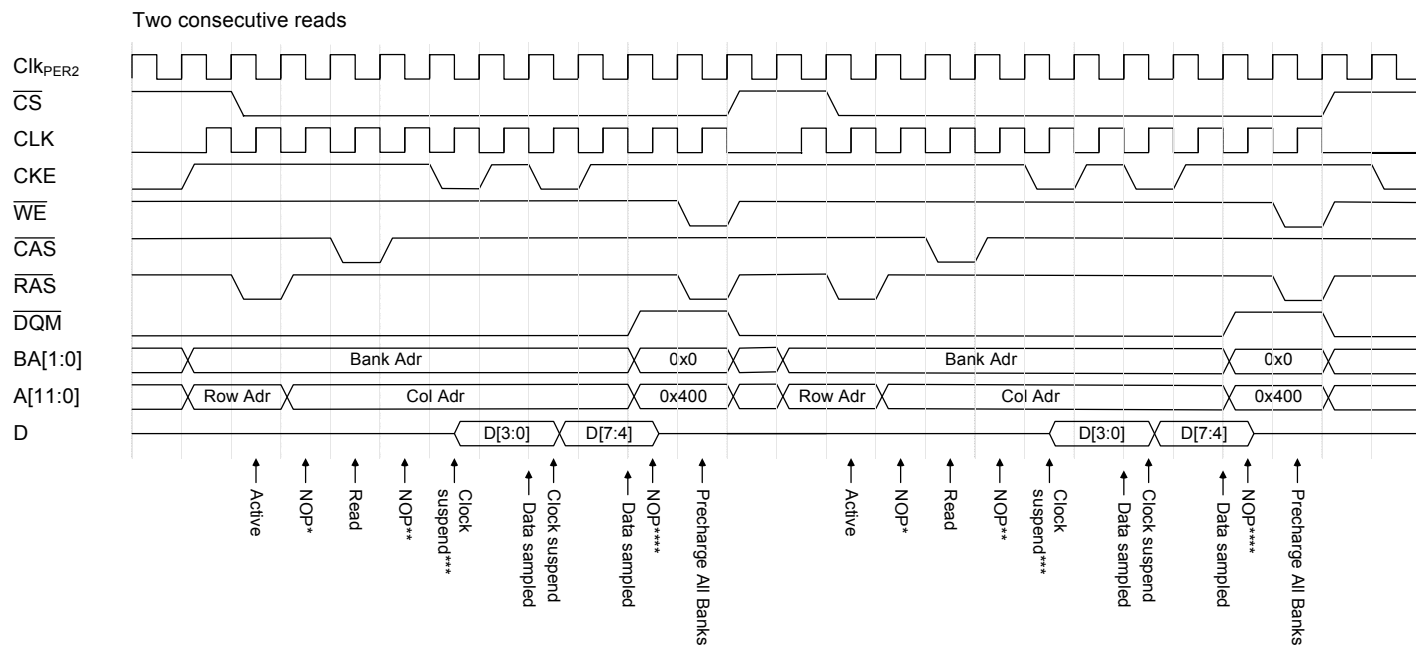 Two consecutive reads
ClkPER2
CS
CLK
CKE
WE
CAS
RAS
DQM
BA[1:0] Bank Adr 0x0 Bank Adr 0x0
A[11:0] Row Adr Col Adr 0x400 Row Adr Col Adr 0x400
D D[3:0] D[7:4] D[3:0] D[7:4]
Active
NOP*
Read
NOP**
Clock
suspend***
Data sampled
Clock suspend
Data sampled
NOP****
Precharge All Banks
Active
NOP*
Read
NOP**
Clock
suspend***
Data sampled
Clock suspend
Data sampled
NOP****
Precharge All Banks